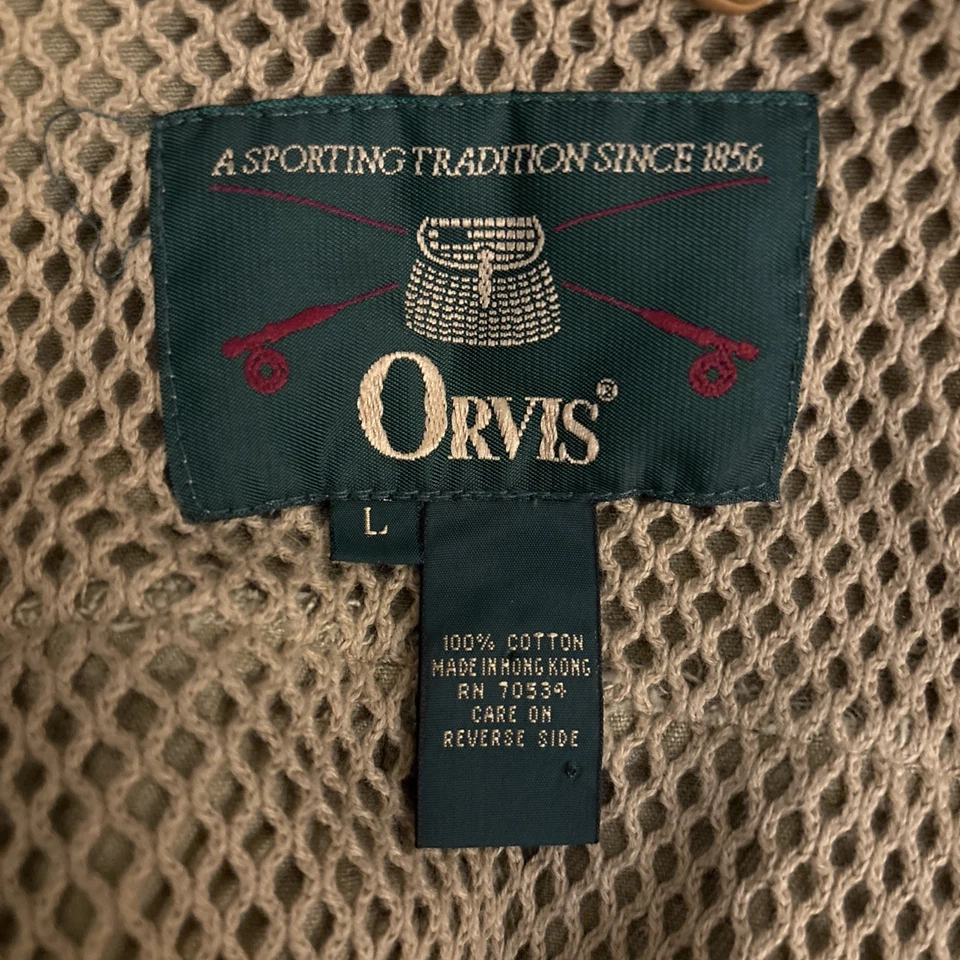 A SPORTING TRADITION SINCE 1856
ORVIS®
L
100% COTTON
MADE IN HONG KONG
RN 70534
CARE ON
REVERSE SIDE